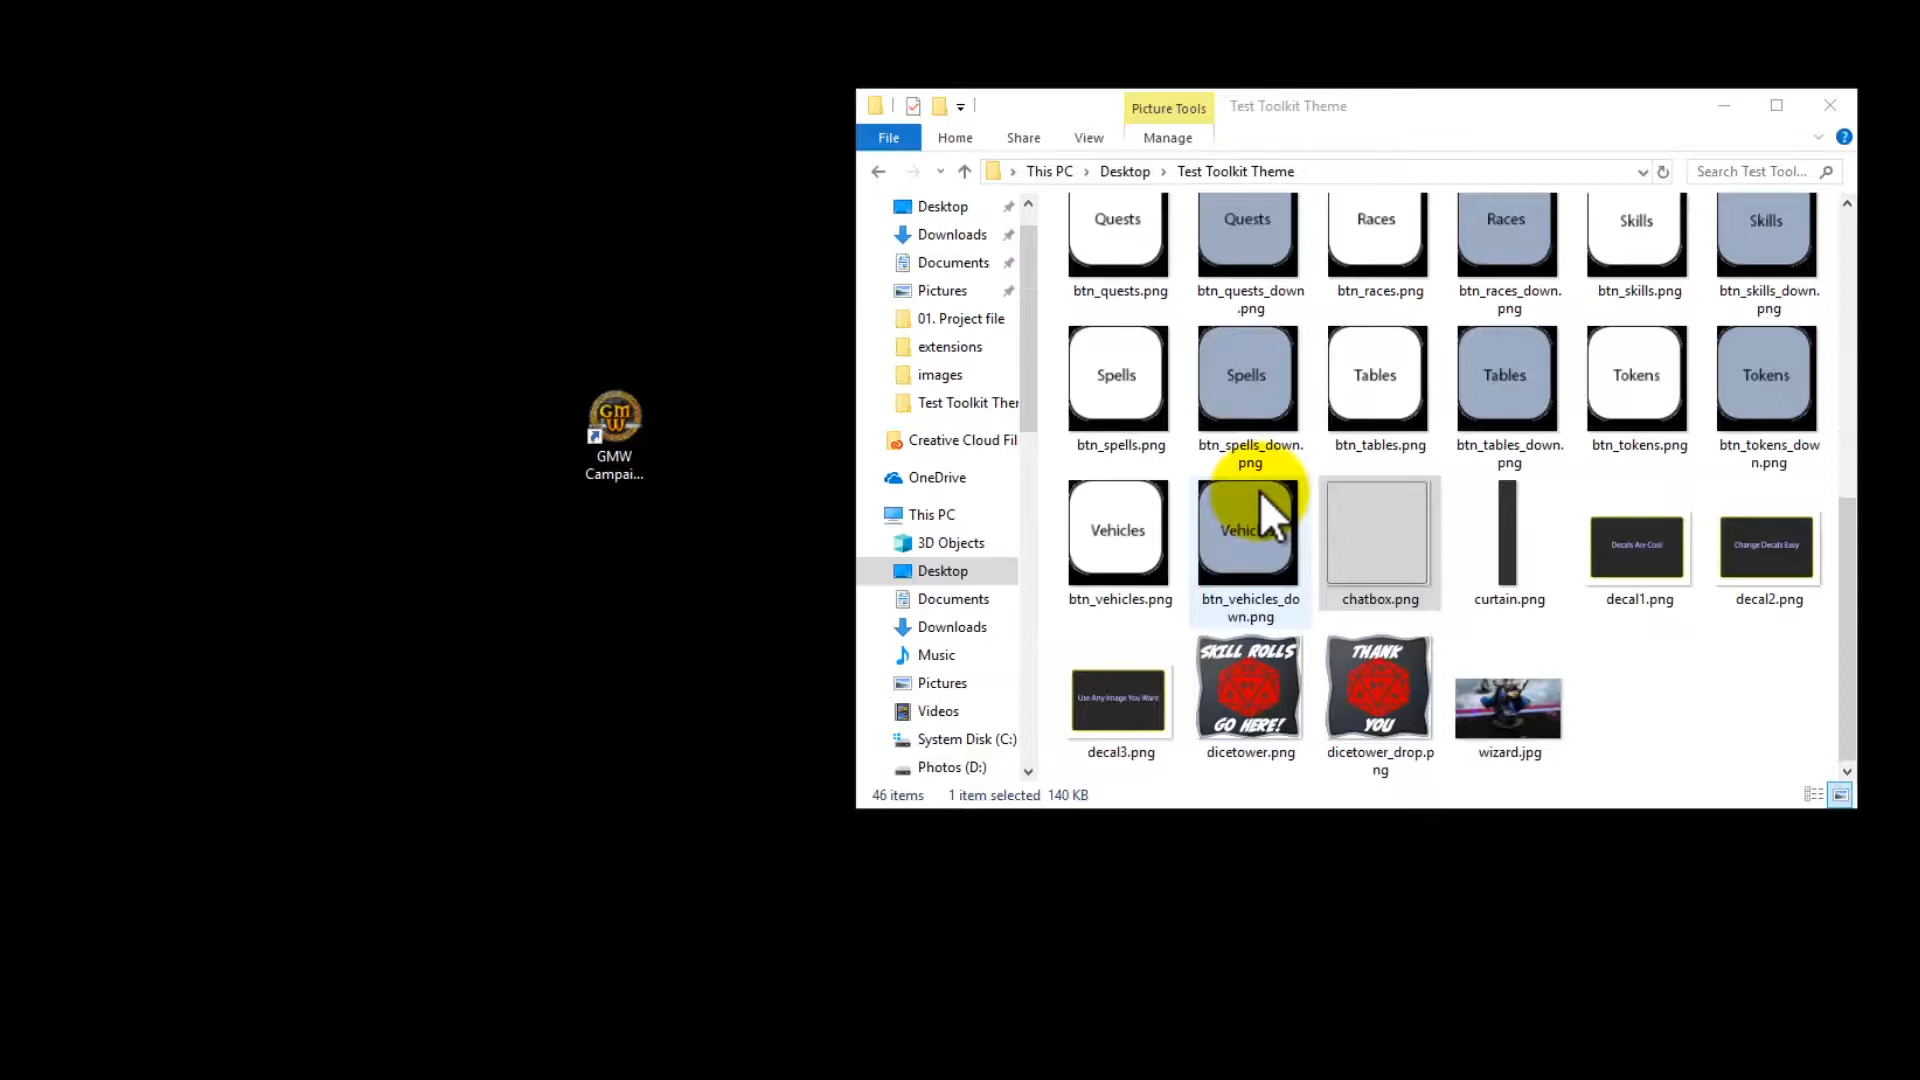 Picture Tools
Test Toolkit Theme
File
Home
Share
View
Manage
?
This PC
Desktop
Test Toolkit Theme
Search Test Tool...
Desktop
Downloads
Documents
Pictures
01. Project file
extensions
images
Test Toolkit Ther
Creative Cloud Fil
OneDrive
This PC
3D Objects
Desktop
Documents
Downloads
Music
Pictures
Videos
System Disk (C:)
Photos (D:)
Quests
Quests
Races
Races
Skills
Skills
btn_quests.png
btn_quests_down
.png
btn_races.png
btn_races_down.
png
btn_skills.png
btn_skills_down.
png
Spells
Spells
Tables
Tables
Tokens
Tokens
btn_spells.png
btn_spells_down.
png
btn_tables.png
btn_tables_down.
png
btn_tokens.png
btn_tokens_dow
n.png
Vehicles
btn_vehicles.png
btn_vehicles_do
wn.png
chatbox.png
curtain.png
Decals Are Cool
decal1.png
Change Decals Easy
decal2.png
Use Any Image You Want
decal3.png
SKILL ROLLS
GO HERE!
dicetower.png
THANK
YOU
dicetower_drop.p
ng
wizard.jpg
46 items
1 item selected 140 KB
GM
W
GMW
Campai...